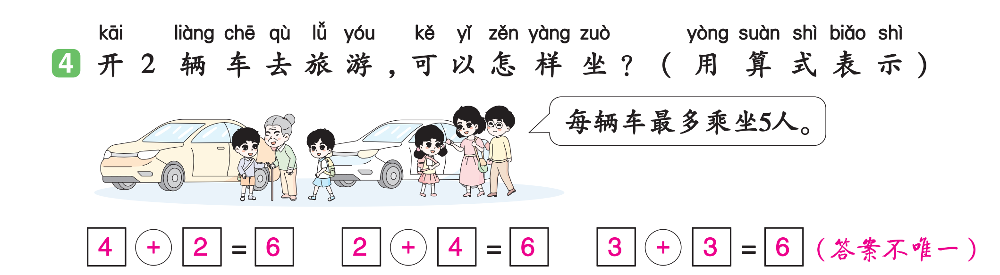 kāi liàng chē qù lǚ yóu kě yǐ zěn yàng zuò yòng suàn shì biǎo shì
4 开 2 辆 车 去 旅 游 , 可 以 怎 样 坐 ? ( 用 算 式 表 示 )
每辆车最多乘坐5人。
4 + 2 = 6 2 + 4 = 6 3 + 3 = 6 (答案不唯一)